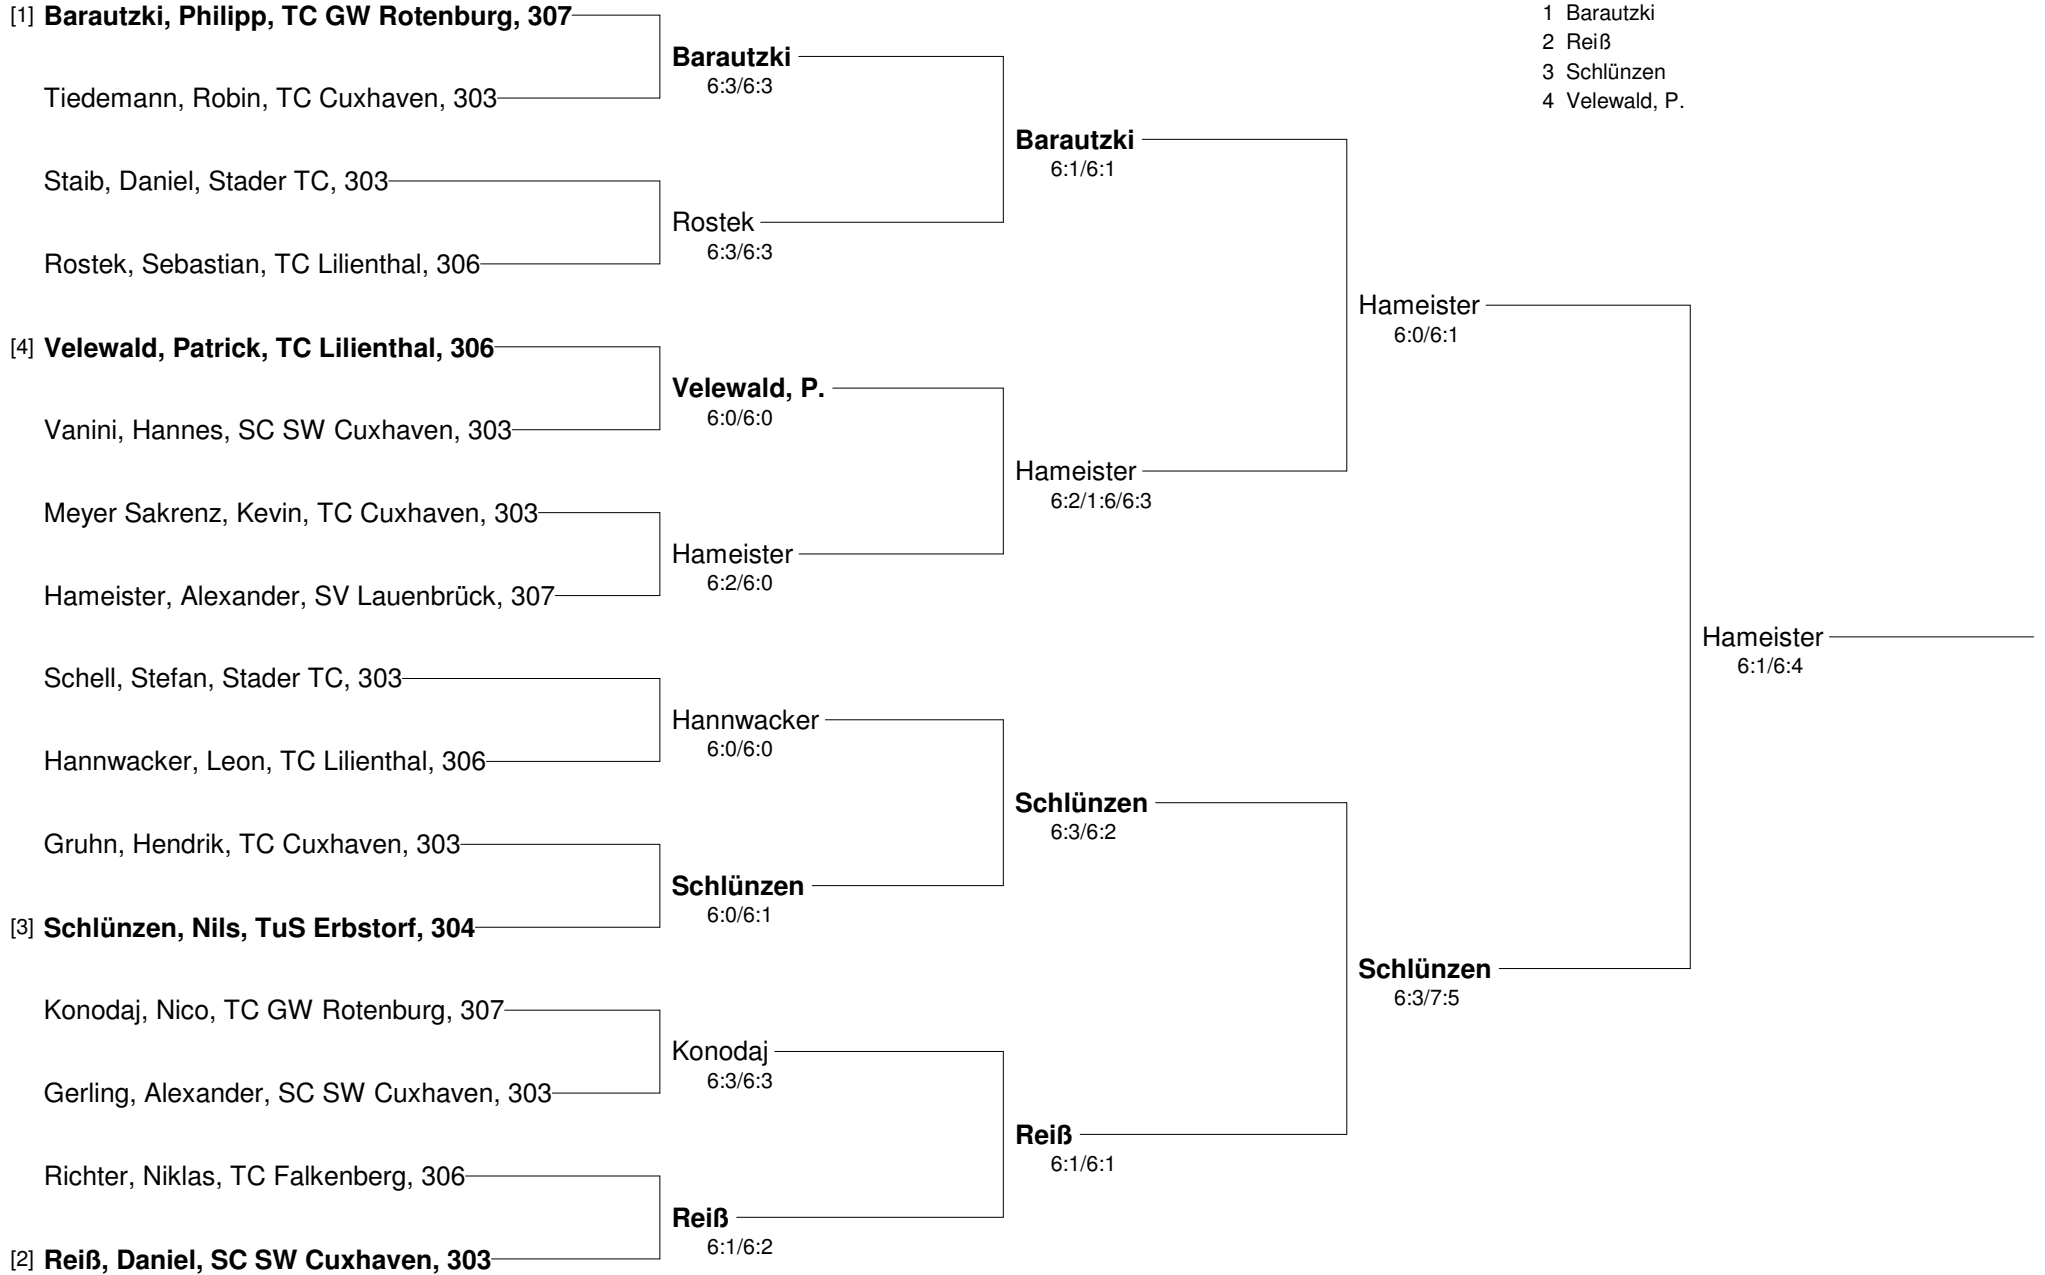 [1] Barautzki, Philipp, TC GW Rotenburg, 307
Tiedemann, Robin, TC Cuxhaven, 303
Staib, Daniel, Stader TC, 303
Rostek, Sebastian, TC Lilienthal, 306
[4] Velewald, Patrick, TC Lilienthal, 306
Vanini, Hannes, SC SW Cuxhaven, 303
Meyer Sakrenz, Kevin, TC Cuxhaven, 303
Hameister, Alexander, SV Lauenbrück, 307
Schell, Stefan, Stader TC, 303
Hannwacker, Leon, TC Lilienthal, 306
Gruhn, Hendrik, TC Cuxhaven, 303
[3] Schlünzen, Nils, TuS Erbstorf, 304
Konodaj, Nico, TC GW Rotenburg, 307
Gerling, Alexander, SC SW Cuxhaven, 303
Richter, Niklas, TC Falkenberg, 306
[2] Reiß, Daniel, SC SW Cuxhaven, 303
Barautzki
6:3/6:3
Rostek
6:3/6:3
Velewald, P.
6:0/6:0
Hameister
6:2/6:0
Hannwacker
6:0/6:0
Schlünzen
6:0/6:1
Konodaj
6:3/6:3
Reiß
6:1/6:2
Barautzki
6:1/6:1
Hameister
6:2/1:6/6:3
Schlünzen
6:3/6:2
Reiß
6:1/6:1
Hameister
6:0/6:1
Schlünzen
6:3/7:5
Hameister
6:1/6:4
1 Barautzki
2 Reiß
3 Schlünzen
4 Velewald, P.